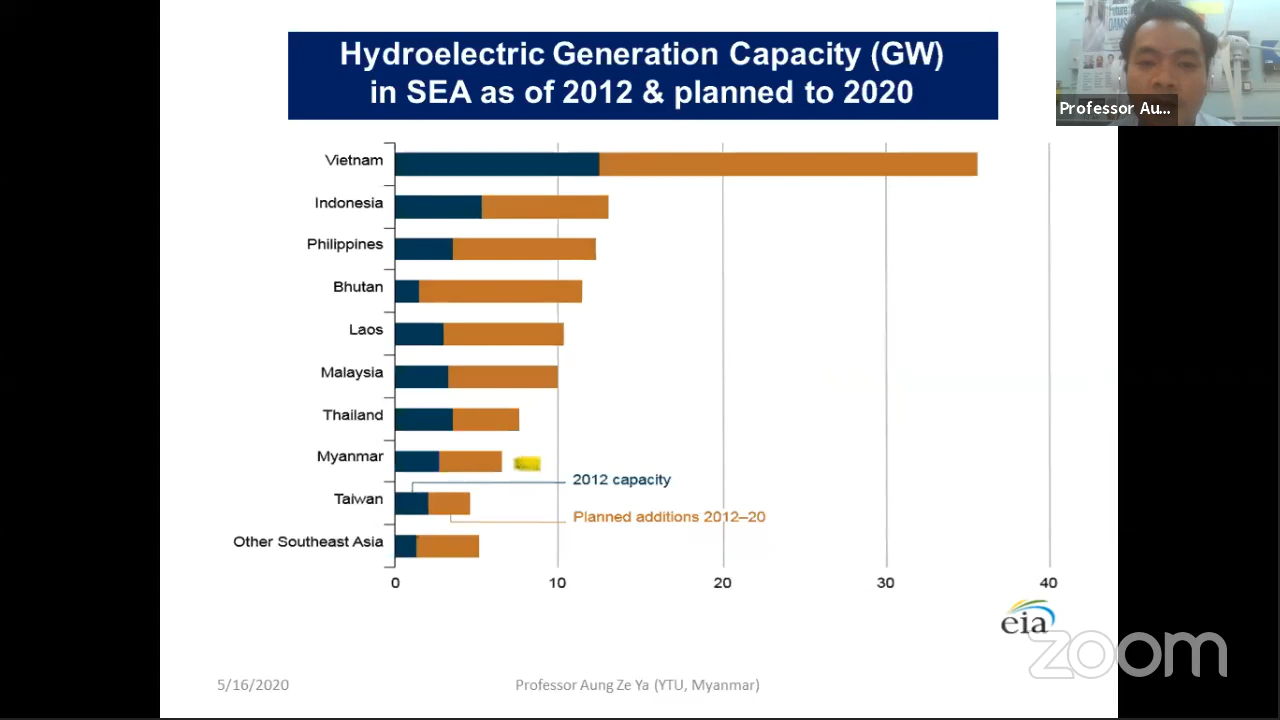 Hydroelectric Generation Capacity (GW)
in SEA as of 2012 & planned to 2020
Professor Au...
Vietnam
Indonesia
Philippines
Bhutan
Laos
Malaysia
Thailand
Myanmar
2012 capacity
Taiwan
Planned additions 2012–20
Other Southeast Asia
0 10 20 30 40
eia
zoom
5/16/2020 Professor Aung Ze Ya (YTU, Myanmar)